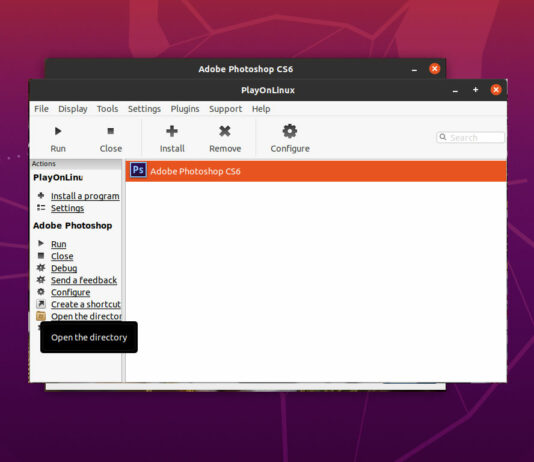 Adobe Photoshop CS6
PlayOnLinux
File Display Tools Settings Plugins Support Help
Run Close Install Remove Configure
Search
Actions
PlayOnLinu
Install a program
Settings
Adobe Photoshop
Run
Close
Debug
Send a feedback
Configure
Create a shortcut
Open the director
Open the directory
Ps Adobe Photoshop CS6